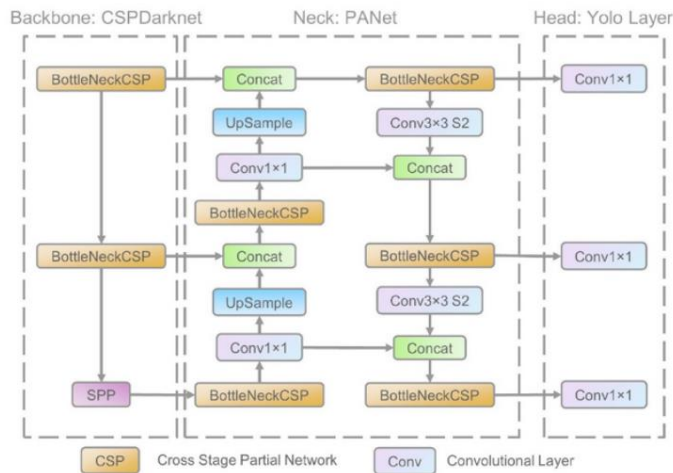 Backbone: CSPDarknet
Neck: PANet
Head: Yolo Layer
BottleNeckCSP
Concat
BottleNeckCSP
Conv1×1
UpSample
Conv3×3 S2
Conv1×1
Concat
BottleNeckCSP
BottleNeckCSP
Concat
BottleNeckCSP
Conv1×1
UpSample
Conv3×3 S2
Conv1×1
Concat
SPP
BottleNeckCSP
BottleNeckCSP
Conv1×1
CSP
Cross Stage Partial Network
Conv
Convolutional Layer